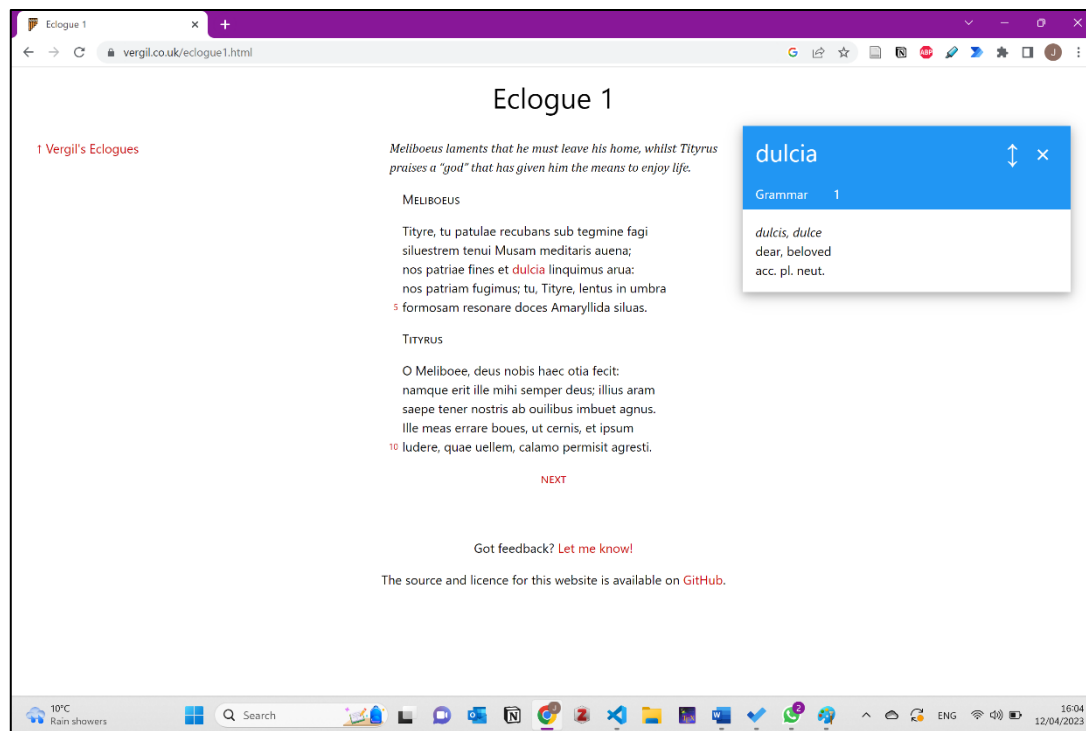 Eclogue 1
vergil.co.uk/eclogue1.html
G
ABP
J
Eclogue 1
↑ Vergil's Eclogues
Meliboeus laments that he must leave his home, whilst Tityrus
praises a “god” that has given him the means to enjoy life.
MELIBOEUS
Tityre, tu patulae recubans sub tegmine fagi
siluestrem tenui Musam meditaris auena;
nos patriae fines et dulcia linquimus arua:
nos patriam fugimus; tu, Tityre, lentus in umbra
5 formosam resonare doces Amaryllida siluas.
TITYRUS
O Meliboee, deus nobis haec otia fecit:
namque erit ille mihi semper deus; illius aram
saepe tener nostris ab ouilibus imbuet agnus.
Ille meas errare boues, ut cernis, et ipsum
10 ludere, quae uellem, calamo permisit agresti.
NEXT
Got feedback? Let me know!
The source and licence for this website is available on GitHub.
dulcia
Grammar 1
dulcis, dulce
dear, beloved
acc. pl. neut.
10°C
Rain showers
Search
2
ENG
16:04
12/04/2023